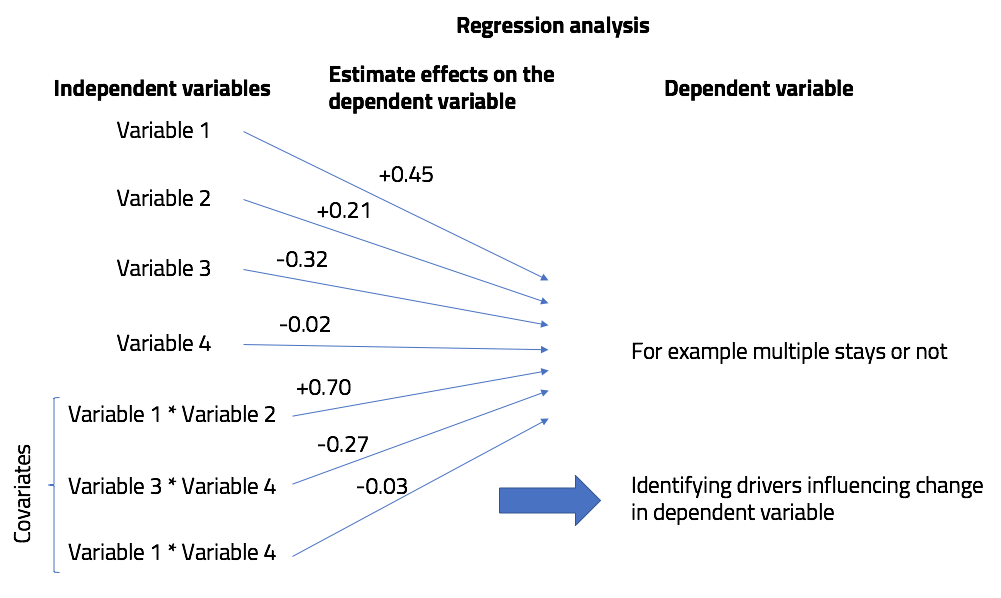 Regression analysis
Independent variables
Estimate effects on the
dependent variable
Dependent variable
Variable 1
+0.45
Variable 2
+0.21
Variable 3
-0.32
Variable 4
-0.02
For example multiple stays or not
Covariates
Variable 1 * Variable 2
+0.70
Variable 3 * Variable 4
-0.27
Variable 1 * Variable 4
-0.03
Identifying drivers influencing change
in dependent variable